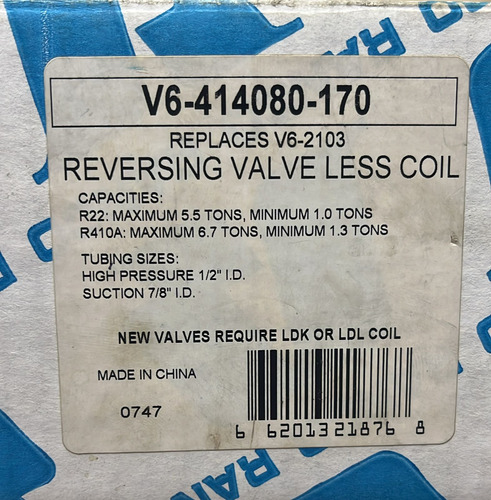 V6-414080-170
REPLACES V6-2103
REVERSING VALVE LESS COIL
CAPACITIES:
R22: MAXIMUM 5.5 TONS, MINIMUM 1.0 TONS
R410A: MAXIMUM 6.7 TONS, MINIMUM 1.3 TONS
TUBING SIZES:
HIGH PRESSURE 1/2" I.D.
SUCTION 7/8" I.D.
NEW VALVES REQUIRE LDK OR LDL COIL
MADE IN CHINA
0747
6 62013 21876 8